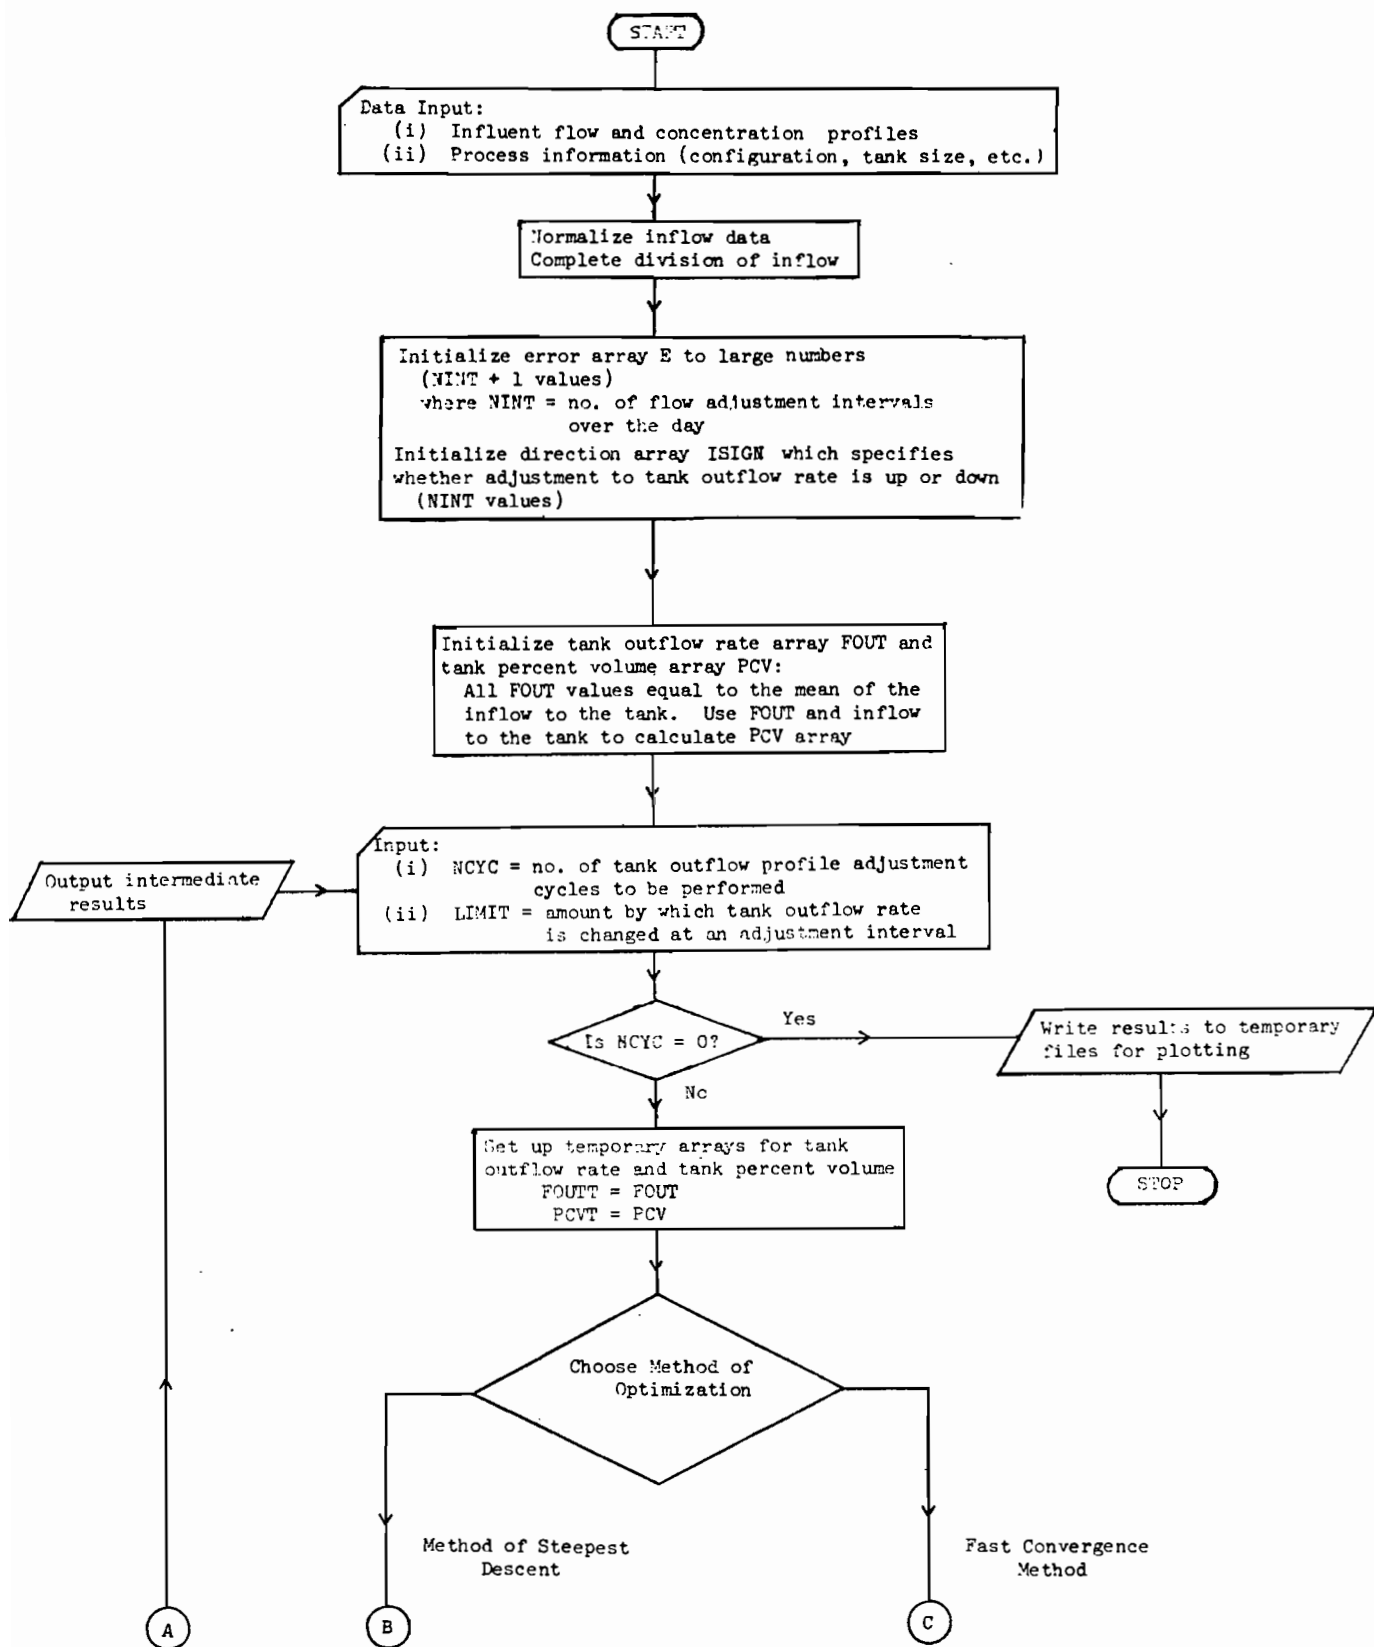 START
Data Input:
(i) Influent flow and concentration profiles
(ii) Process information (configuration, tank size, etc.)
Normalize inflow data
Complete division of inflow
Initialize error array E to large numbers
(NINT + 1 values)
where NINT = no. of flow adjustment intervals
over the day
Initialize direction array ISIGN which specifies
whether adjustment to tank outflow rate is up or down
(NINT values)
Initialize tank outflow rate array FOUT and
tank percent volume array PCV:
All FOUT values equal to the mean of the
inflow to the tank. Use FOUT and inflow
to the tank to calculate PCV array
Output intermediate
results
Input:
(i) NCYC = no. of tank outflow profile adjustment
cycles to be performed
(ii) LIMIT = amount by which tank outflow rate
is changed at an adjustment interval
Is NCYC = 0?
Yes
Write results to temporary
files for plotting
No
Set up temporary arrays for tank
outflow rate and tank percent volume
FOUTT = FOUT
PCVT = PCV
STOP
Choose Method of
Optimization
Method of Steepest
Descent
Fast Convergence
Method
A
B
C